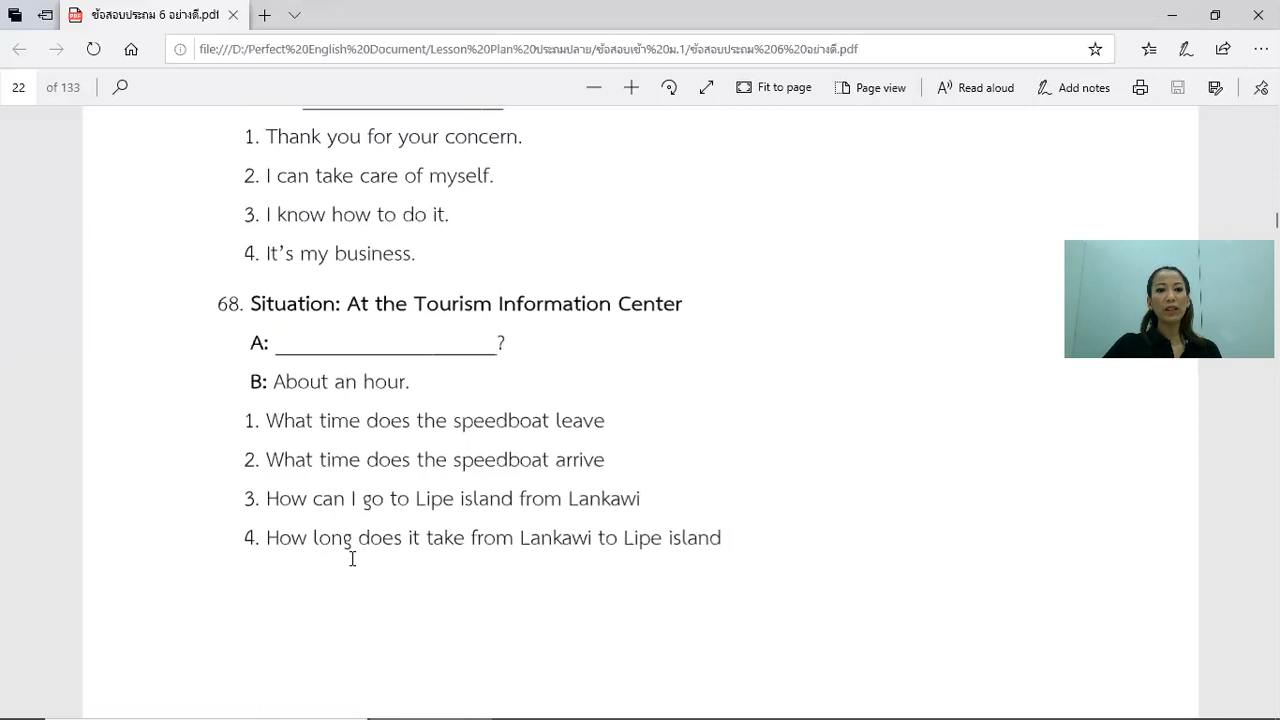 ข้อสอบประถม 6 อย่างดี.pdf
file:///D:/Perfect%20English%20Document/Lesson%20Plan%20ประถมปลาย/ข้อสอบเข้า%20ม.1/ข้อสอบประถม%206%20อย่างดี.pdf
22 of 133 Fit to page Page view Read aloud Add notes
1. Thank you for your concern.
2. I can take care of myself.
3. I know how to do it.
4. It's my business.
68. Situation: At the Tourism Information Center
A: ____________________?
B: About an hour.
1. What time does the speedboat leave
2. What time does the speedboat arrive
3. How can I go to Lipe island from Lankawi
4. How long does it take from Lankawi to Lipe island